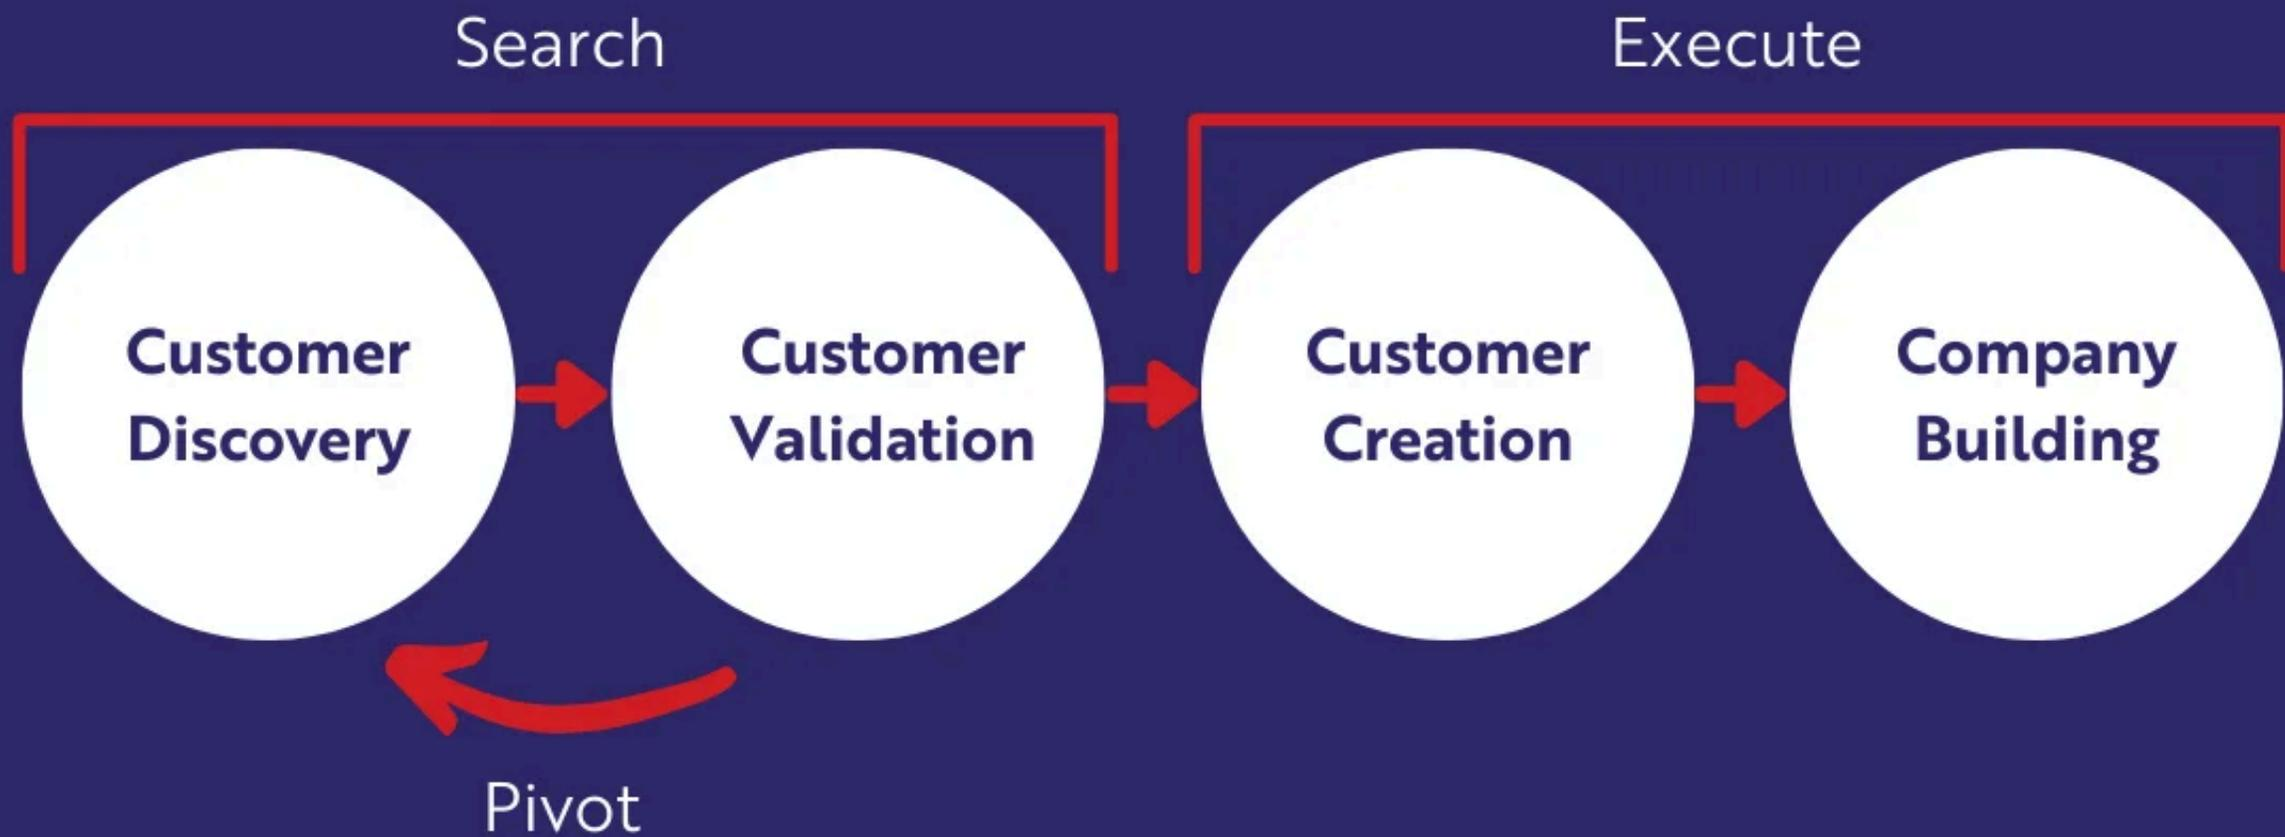 Search
Execute
Customer
Discovery
Customer
Validation
Customer
Creation
Company
Building
Pivot